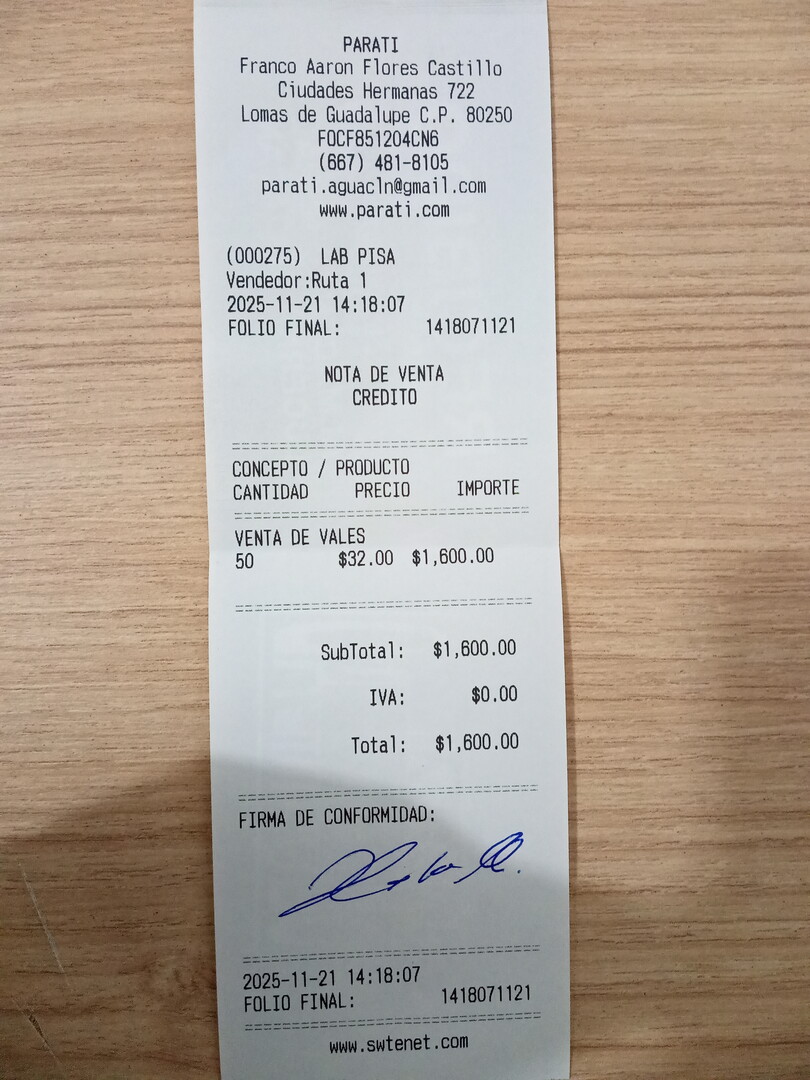 PARATI
Franco Aaron Flores Castillo
Ciudades Hermanas 722
Lomas de Guadalupe C.P. 80250
FOCF851204CN6
(667) 481-8105
parati.aguacln@gmail.com
www.parati.com
(000275) LAB PISA
Vendedor:Ruta 1
2025-11-21 14:18:07
FOLIO FINAL: 1418071121
NOTA DE VENTA
CREDITO
CONCEPTO / PRODUCTO
CANTIDAD PRECIO IMPORTE
VENTA DE VALES
50 $32.00 $1,600.00
SubTotal: $1,600.00
IVA: $0.00
Total: $1,600.00
FIRMA DE CONFORMIDAD:
2025-11-21 14:18:07
FOLIO FINAL: 1418071121
www.swtenet.com